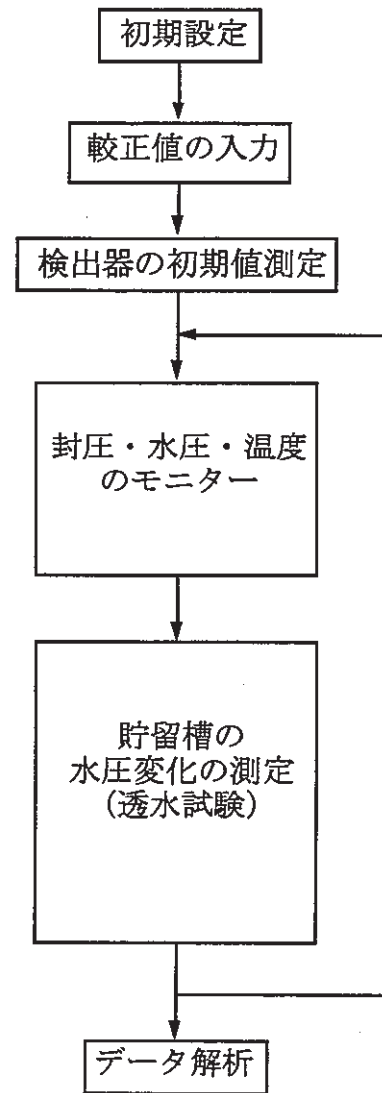 初期設定
較正値の入力
検出器の初期値測定
封圧・水圧・温度
のモニター
貯留槽の
水圧変化の測定
(透水試験)
データ解析